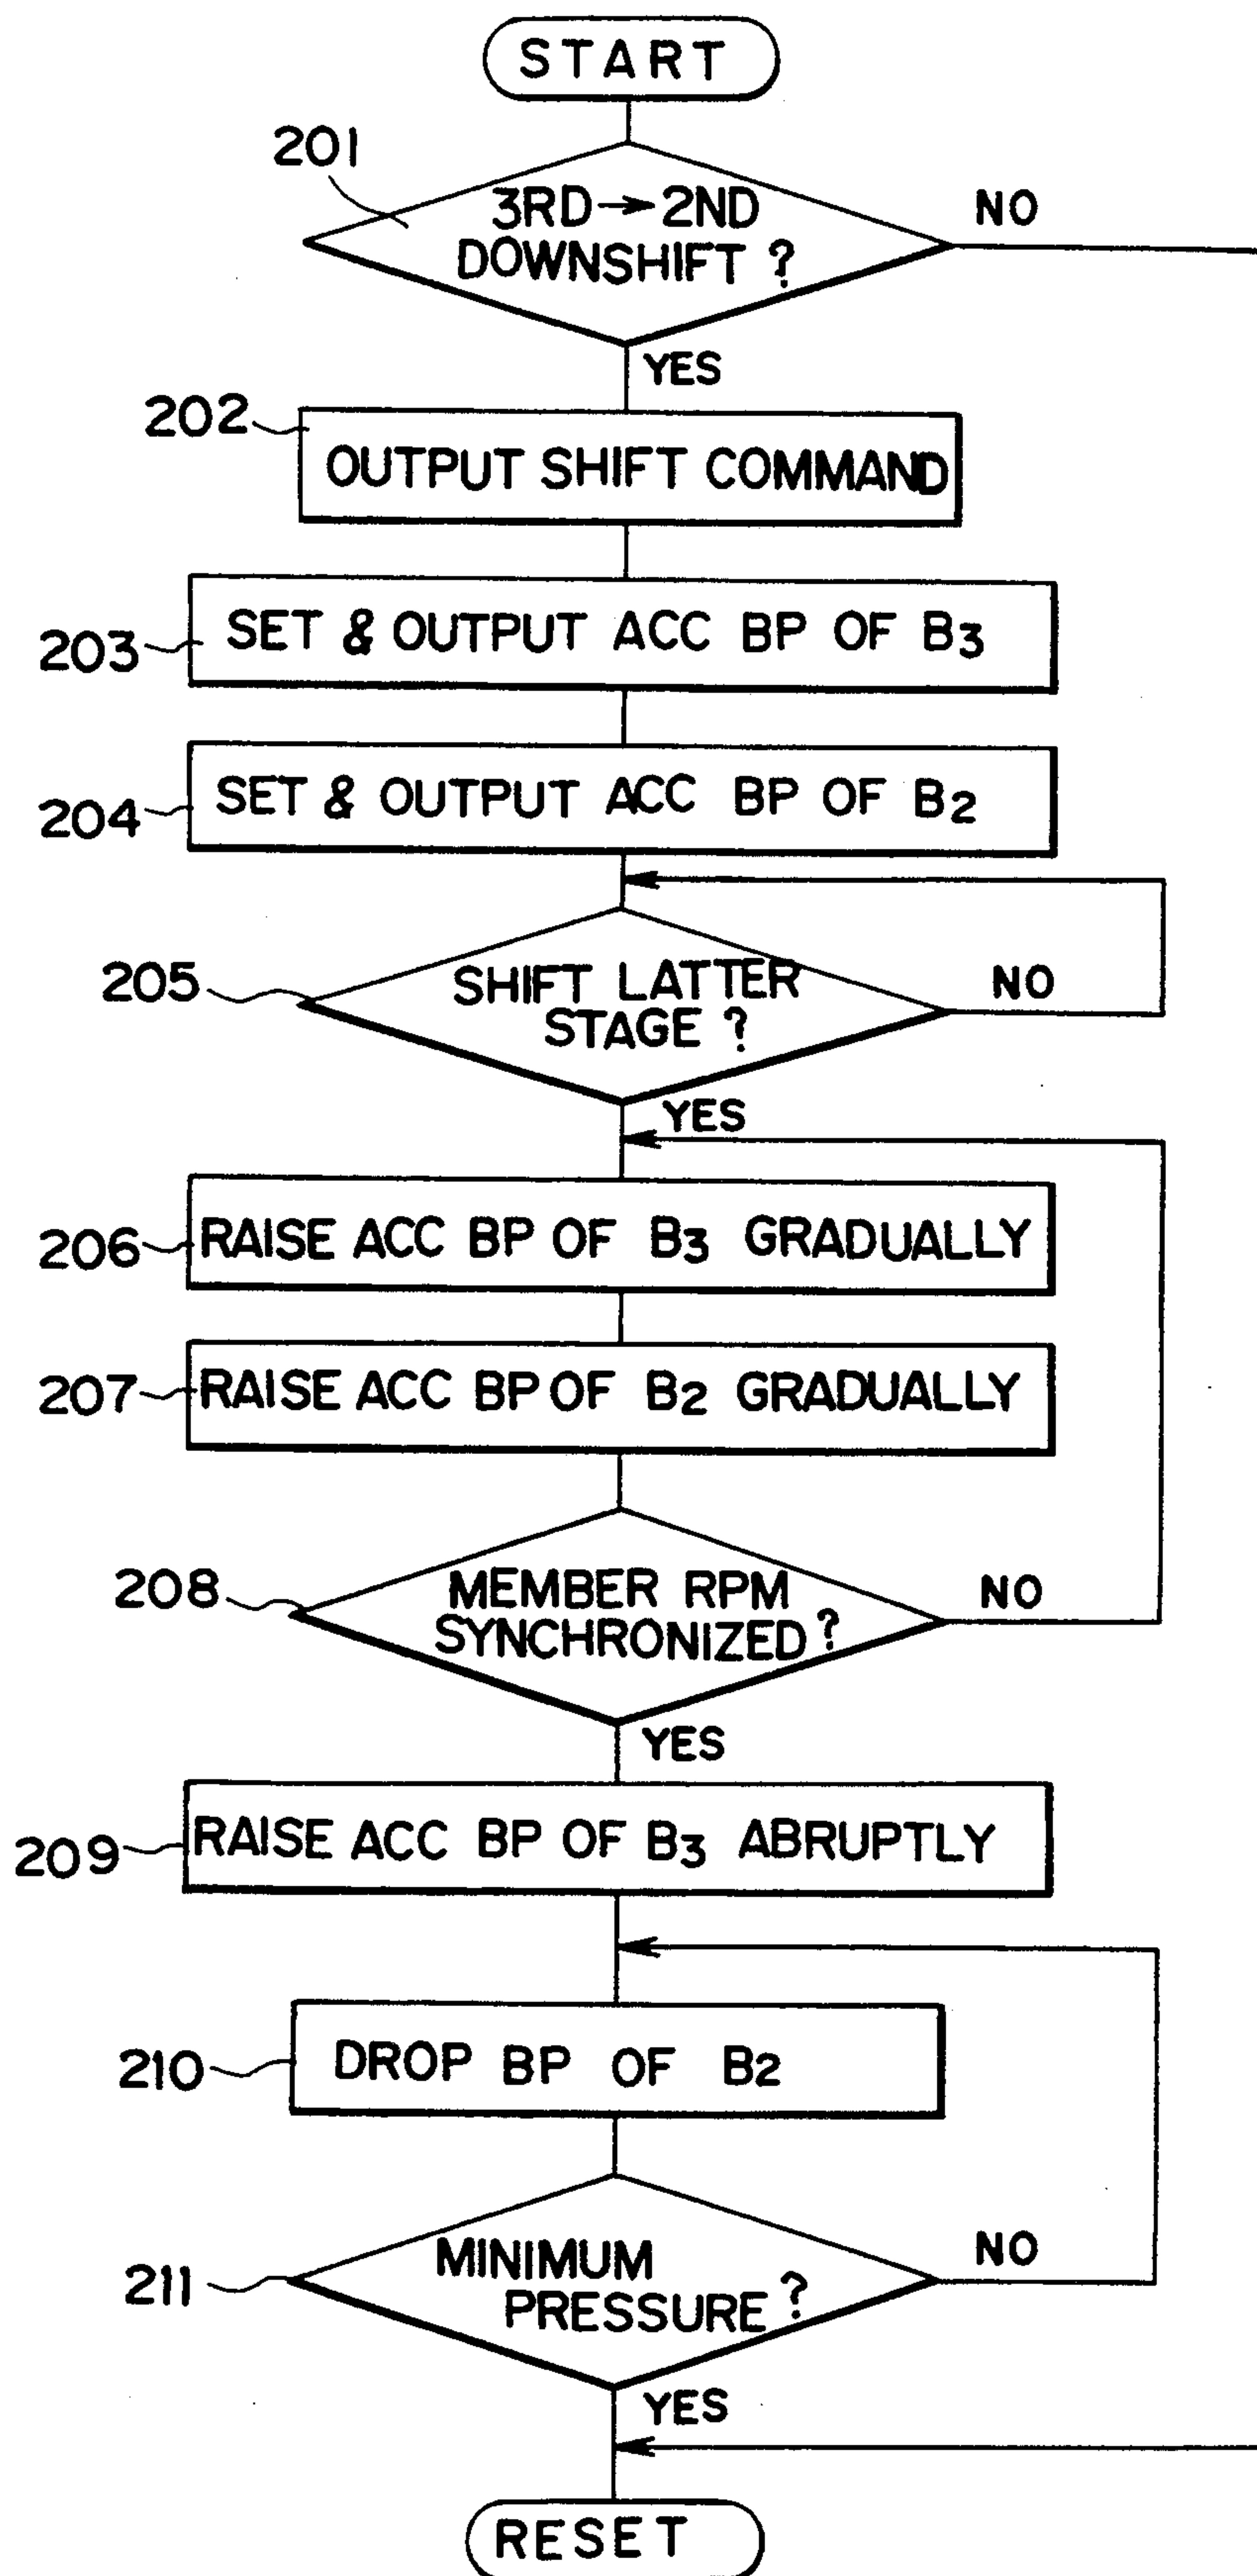 START
201
3RD→2ND
DOWNSHIFT ?
NO
YES
202
OUTPUT SHIFT COMMAND
203
SET & OUTPUT ACC BP OF B3
204
SET & OUTPUT ACC BP OF B2
205
SHIFT LATTER
STAGE ?
NO
YES
206
RAISE ACC BP OF B3 GRADUALLY
207
RAISE ACC BP OF B2 GRADUALLY
208
MEMBER RPM
SYNCHRONIZED ?
NO
YES
209
RAISE ACC BP OF B3 ABRUPTLY
210
DROP BP OF B2
211
MINIMUM
PRESSURE ?
NO
YES
RESET